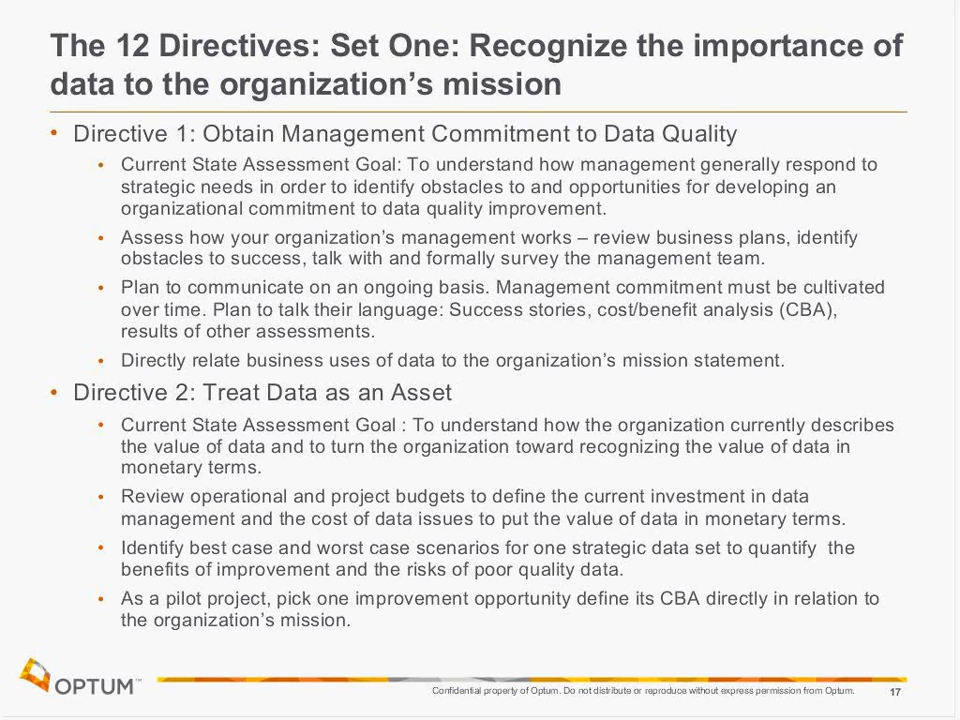 The 12 Directives: Set One: Recognize the importance of
data to the organization’s mission
• Directive 1: Obtain Management Commitment to Data Quality
• Current State Assessment Goal: To understand how management generally respond to
strategic needs in order to identify obstacles to and opportunities for developing an
organizational commitment to data quality improvement.
• Assess how your organization’s management works – review business plans, identify
obstacles to success, talk with and formally survey the management team.
• Plan to communicate on an ongoing basis. Management commitment must be cultivated
over time. Plan to talk their language: Success stories, cost/benefit analysis (CBA),
results of other assessments.
• Directly relate business uses of data to the organization’s mission statement.
• Directive 2: Treat Data as an Asset
• Current State Assessment Goal : To understand how the organization currently describes
the value of data and to turn the organization toward recognizing the value of data in
monetary terms.
• Review operational and project budgets to define the current investment in data
management and the cost of data issues to put the value of data in monetary terms.
• Identify best case and worst case scenarios for one strategic data set to quantify  the
benefits of improvement and the risks of poor quality data.
• As a pilot project, pick one improvement opportunity define its CBA directly in relation to
the organization’s mission.
OPTUM™
Confidential property of Optum. Do not distribute or reproduce without express permission from Optum.
17